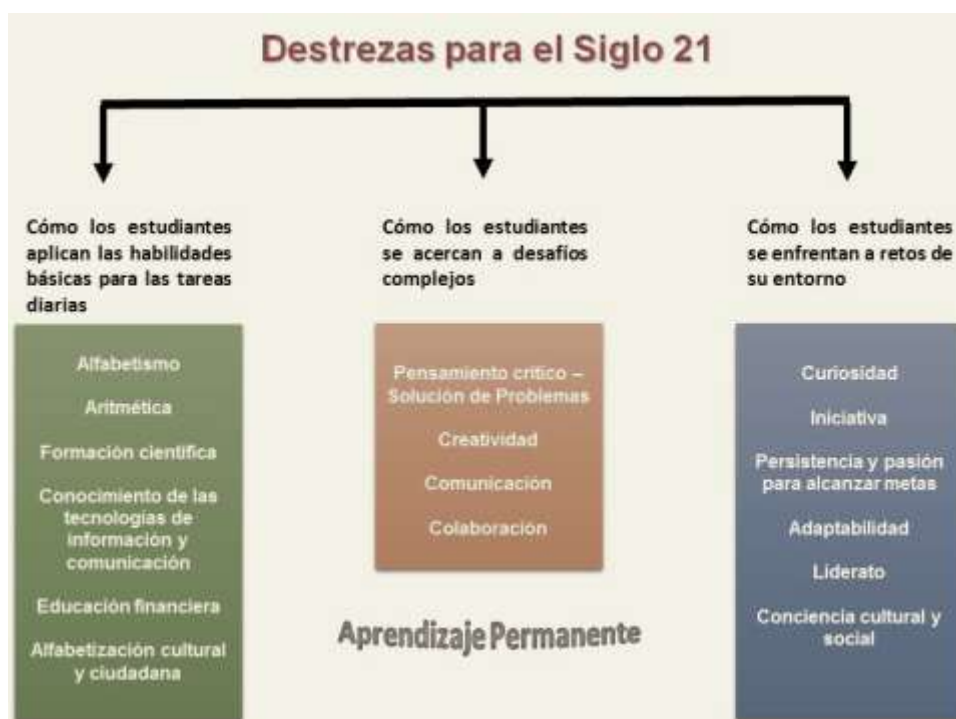 Destrezas para el Siglo 21
Cómo los estudiantes
aplican las habilidades
básicas para las tareas
diarias
Alfabetismo
Aritmética
Formación científica
Conocimiento de las
tecnologías de
información y
comunicación
Educación financiera
Alfabetización cultural
y ciudadana
Cómo los estudiantes
se acercan a desafíos
complejos
Pensamiento crítico –
Solución de Problemas
Creatividad
Comunicación
Colaboración
Aprendizaje Permanente
Cómo los estudiantes
se enfrentan a retos de
su entorno
Curiosidad
Iniciativa
Persistencia y pasión
para alcanzar metas
Adaptabilidad
Liderato
Conciencia cultural y
social